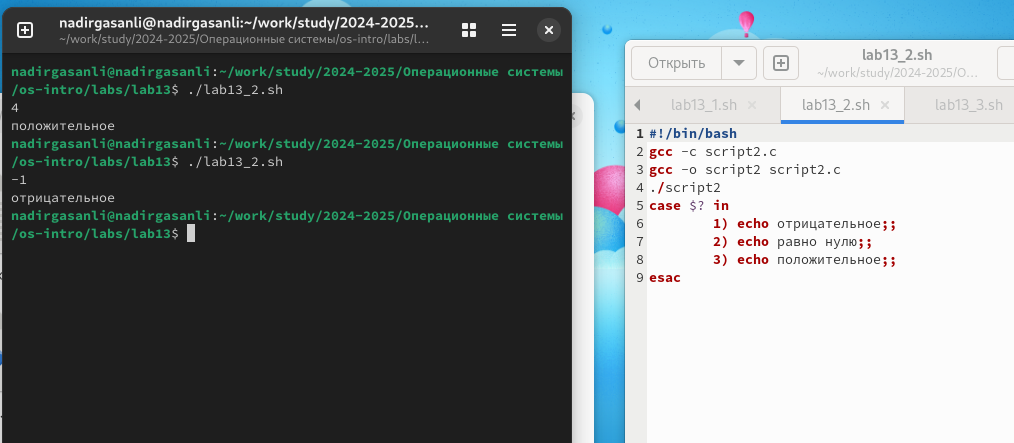 nadirgasanli@nadirgasanli:~/work/study/2024-2025...
~/work/study/2024-2025/Операционные системы/os-intro/labs/l...
nadirgasanli@nadirgasanli:~/work/study/2024-2025/Операционные системы
/os-intro/labs/lab13$ ./lab13_2.sh
4
положительное
nadirgasanli@nadirgasanli:~/work/study/2024-2025/Операционные системы
/os-intro/labs/lab13$ ./lab13_2.sh
-1
отрицательное
nadirgasanli@nadirgasanli:~/work/study/2024-2025/Операционные системы
/os-intro/labs/lab13$
Открыть
lab13_2.sh
~/work/study/2024-2025/О...
lab13_1.sh
lab13_2.sh
lab13_3.sh
1 #!/bin/bash
2 gcc -c script2.c
3 gcc -o script2 script2.c
4 ./script2
5 case $? in
6 1) echo отрицательное;;
7 2) echo равно нулю;;
8 3) echo положительное;;
9 esac